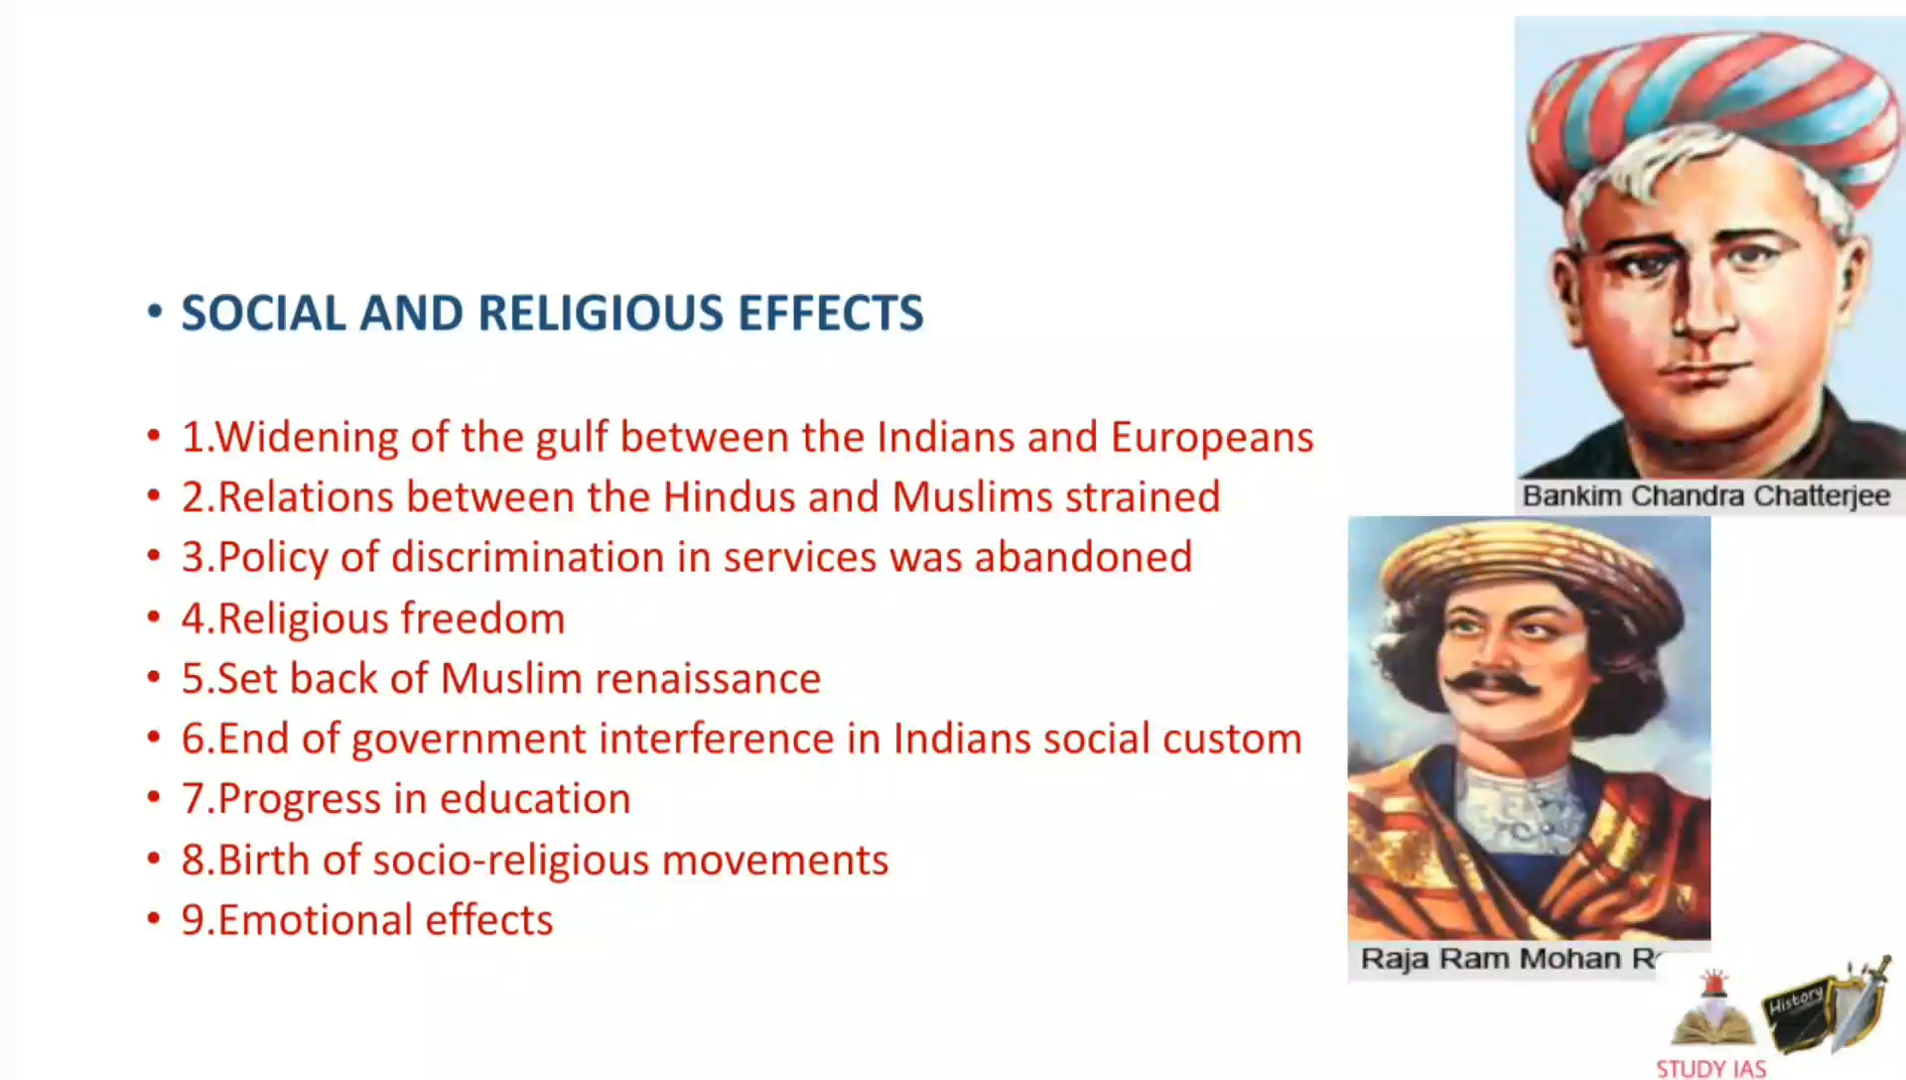 • SOCIAL AND RELIGIOUS EFFECTS
• 1.Widening of the gulf between the Indians and Europeans
• 2.Relations between the Hindus and Muslims strained
• 3.Policy of discrimination in services was abandoned
• 4.Religious freedom
• 5.Set back of Muslim renaissance
• 6.End of government interference in Indians social custom
• 7.Progress in education
• 8.Birth of socio-religious movements
• 9.Emotional effects
Bankim Chandra Chatterjee
Raja Ram Mohan
History
STUDY IAS